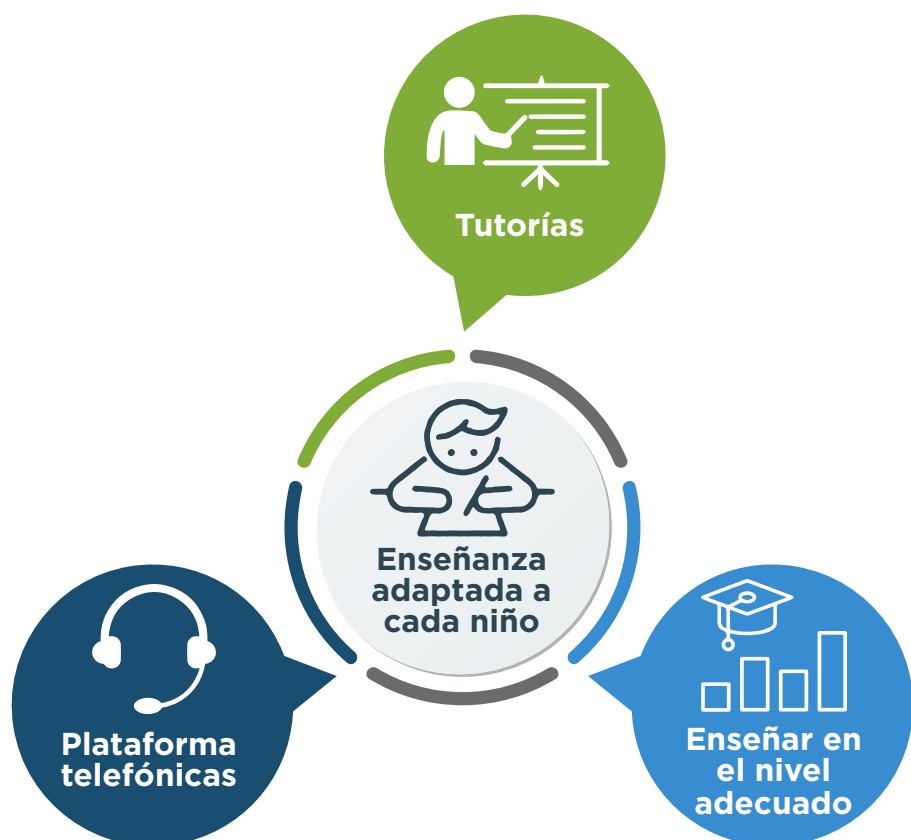 Tutorías
Enseñanza
adaptada a
cada niño
Plataforma
telefónicas
Enseñar en
el nivel
adecuado